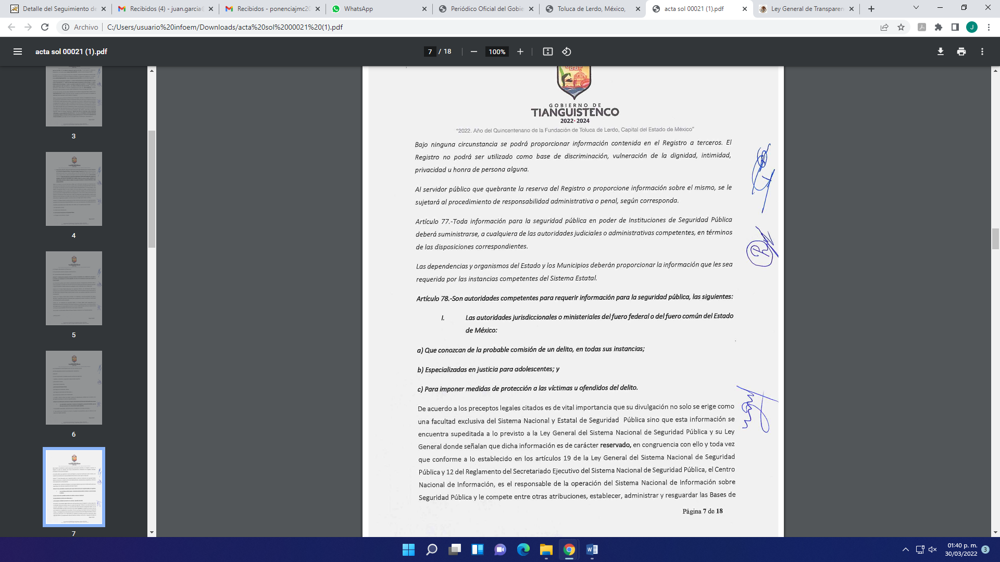 Detalle del Seguimiento de
Recibidos (4) - juan.garcia@
Recibidos - ponenciajmc20
WhatsApp
Periódico Oficial del Gobie
Toluca de Lerdo, México,
acta sol 00021 (1).pdf
Ley General de Transparen
Archivo
C:/Users/usuario%20infoem/Downloads/acta%20sol%2000021%20(1).pdf
J
acta sol 00021 (1).pdf
7 / 18
100%
3
4
5
6
7
GOBIERNO DE
TIANGUISTENCO
2022-2024
"2022. Año del Quincentenario de la Fundación de Toluca de Lerdo, Capital del Estado de México"
Bajo ninguna circunstancia se podrá proporcionar información contenida en el Registro a terceros. El
Registro no podrá ser utilizado como base de discriminación, vulneración de la dignidad, intimidad,
privacidad u honra de persona alguna.
Al servidor público que quebrante la reserva del Registro o proporcione información sobre el mismo, se le
sujetará al procedimiento de responsabilidad administrativa o penal, según corresponda.
Artículo 77.-Toda información para la seguridad pública en poder de Instituciones de Seguridad Pública
deberá suministrarse, a cualquiera de las autoridades judiciales o administrativas competentes, en términos
de las disposiciones correspondientes.
Las dependencias y organismos del Estado y los Municipios deberán proporcionar la información que les sea
requerida por las instancias competentes del Sistema Estatal.
Artículo 78.-Son autoridades competentes para requerir información para la seguridad pública, las siguientes:
I. Las autoridades jurisdiccionales o ministeriales del fuero federal o del fuero común del Estado
de México:
a) Que conozcan de la probable comisión de un delito, en todas sus instancias;
b) Especializadas en justicia para adolescentes; y
c) Para imponer medidas de protección a las víctimas u ofendidos del delito.
De acuerdo a los preceptos legales citados es de vital importancia que su divulgación no solo se erige como
una facultad exclusiva del Sistema Nacional y Estatal de Seguridad Pública sino que esta información se
encuentra supeditada a lo previsto a la Ley General del Sistema Nacional de Seguridad Pública y su Ley
General donde señalan que dicha información es de carácter reservado, en congruencia con ello y toda vez
que conforme a lo establecido en los artículos 19 de la Ley General del Sistema Nacional de Seguridad
Pública y 12 del Reglamento del Secretariado Ejecutivo del Sistema Nacional de Seguridad Pública, el Centro
Nacional de Información, es el responsable de la operación del Sistema Nacional de Información sobre
Seguridad Pública y le compete entre otras atribuciones, establecer, administrar y resguardar las Bases de
Página 7 de 18
01:40 p. m.
30/03/2022
3